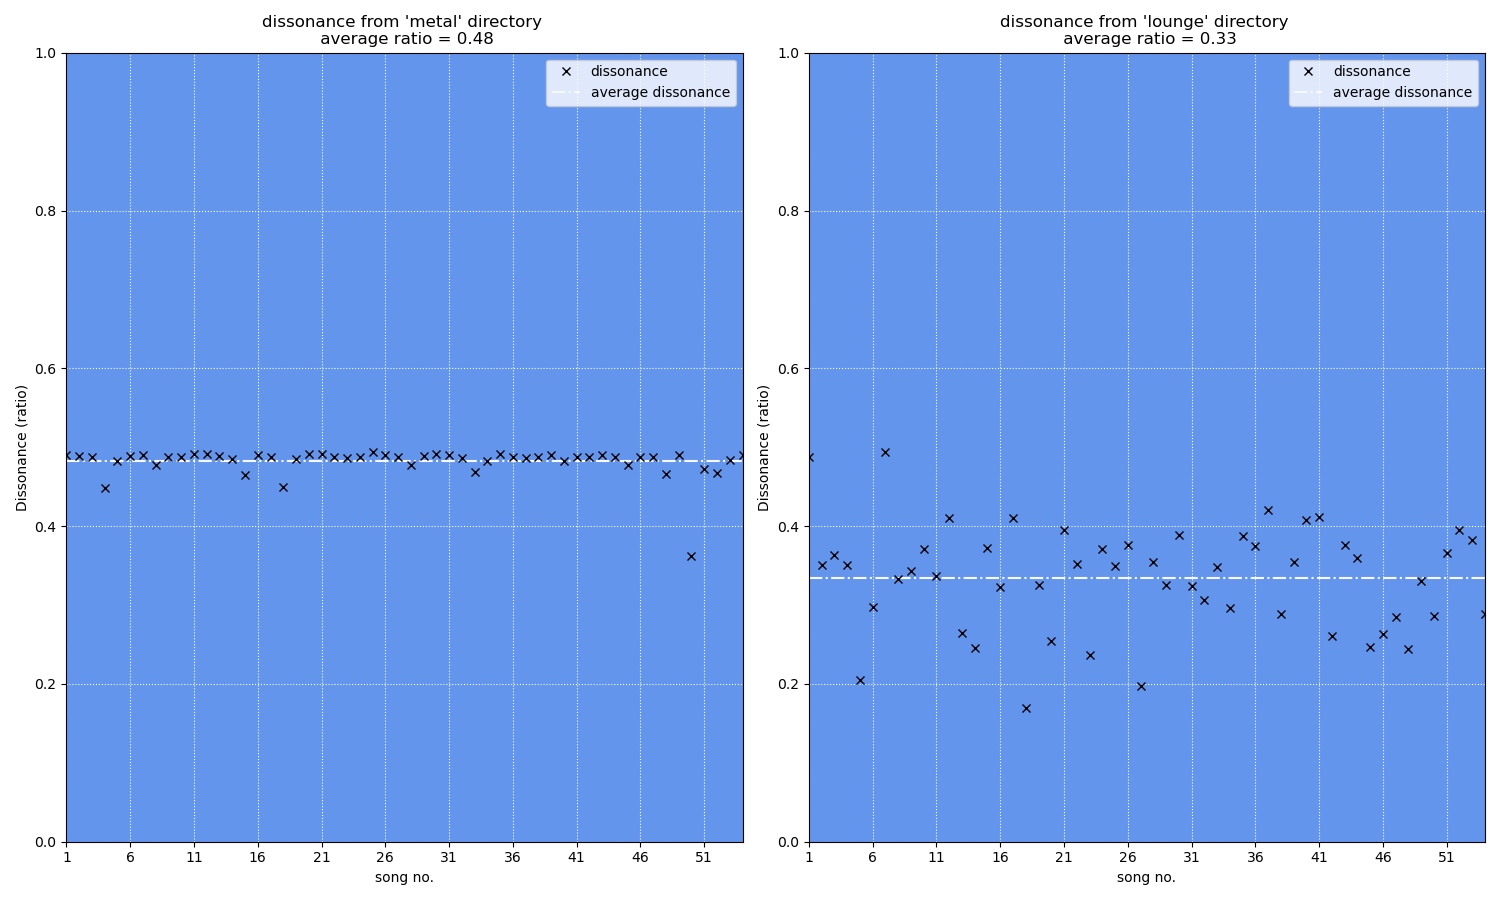 dissonance from 'metal' directory
average ratio = 0.48
dissonance
average dissonance
Dissonance (ratio)
1.0
0.8
0.6
0.4
0.2
0.0
1 6 11 16 21 26 31 36 41 46 51
song no.
dissonance from 'lounge' directory
average ratio = 0.33
dissonance
average dissonance
Dissonance (ratio)
1.0
0.8
0.6
0.4
0.2
0.0
1 6 11 16 21 26 31 36 41 46 51
song no.